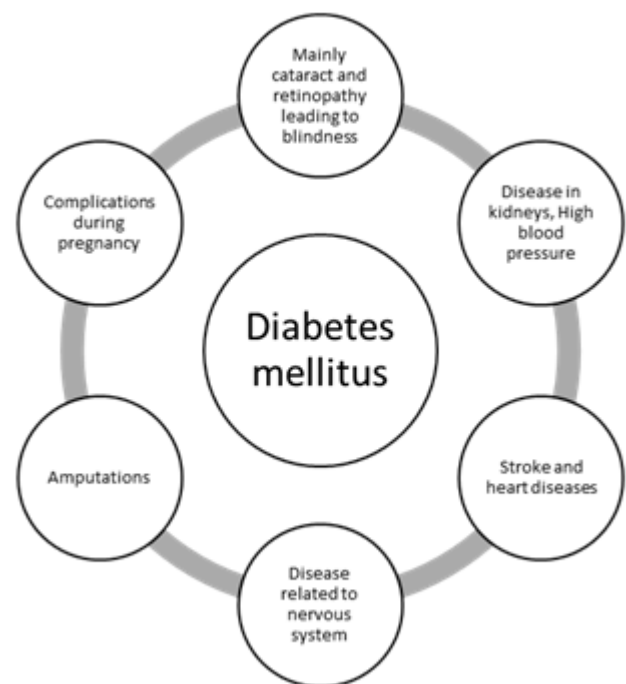 Mainly
cataract and
retinopathy
leading to
blindness
Disease in
kidneys, High
blood
pressure
Stroke and
heart diseases
Disease
related to
nervous
system
Amputations
Complications
during
pregnancy
Diabetes
mellitus